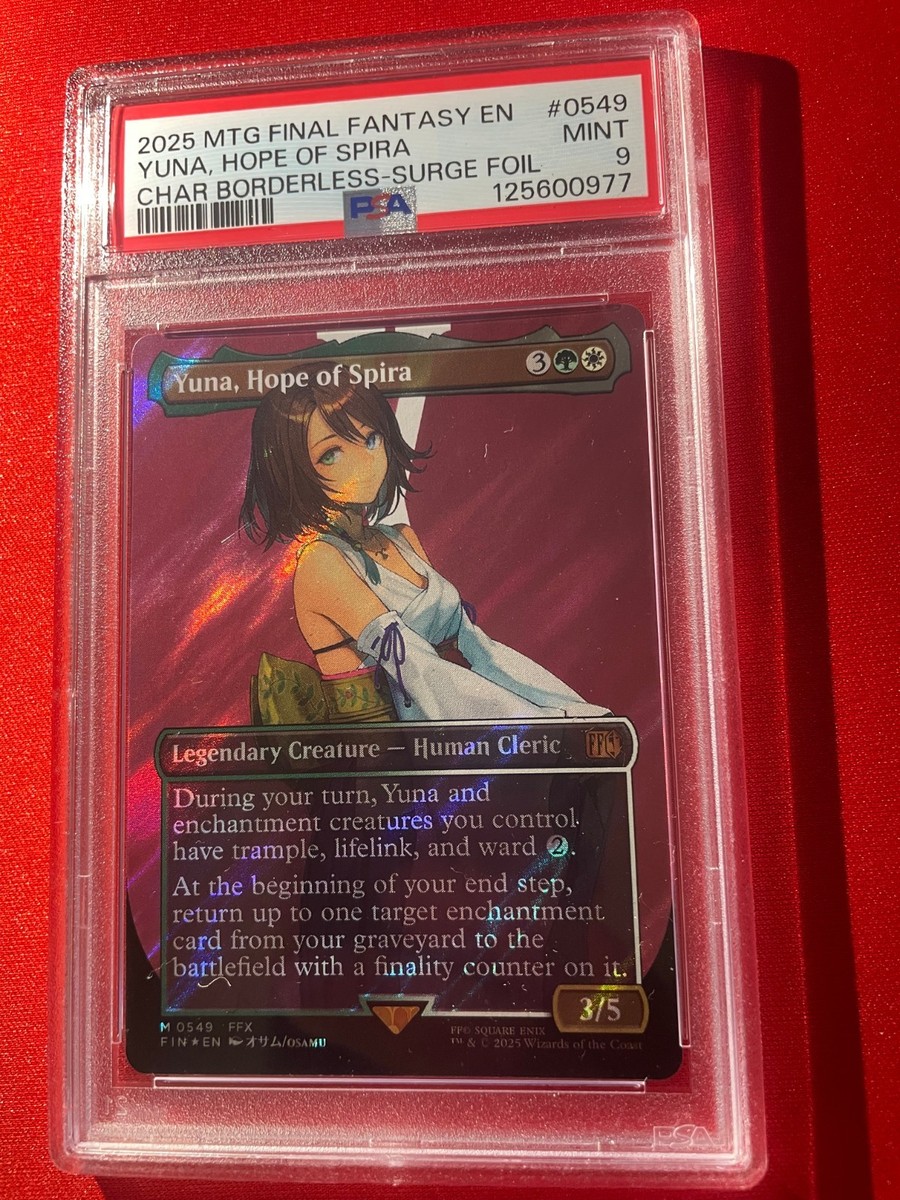 2025 MTG FINAL FANTASY EN #0549
YUNA, HOPE OF SPIRA MINT
CHAR BORDERLESS-SURGE FOIL 9
PSA 125600977
Yuna, Hope of Spira 3
Legendary Creature — Human Cleric
During your turn, Yuna and
enchantment creatures you control
have trample, lifelink, and ward 2.
At the beginning of your end step,
return up to one target enchantment
card from your graveyard to the
battlefield with a finality counter on it.
3/5
M 0549 FFX
FIN★EN オサム/OSAMU
FF© SQUARE ENIX
™ & © 2025 Wizards of the Coast
PSA